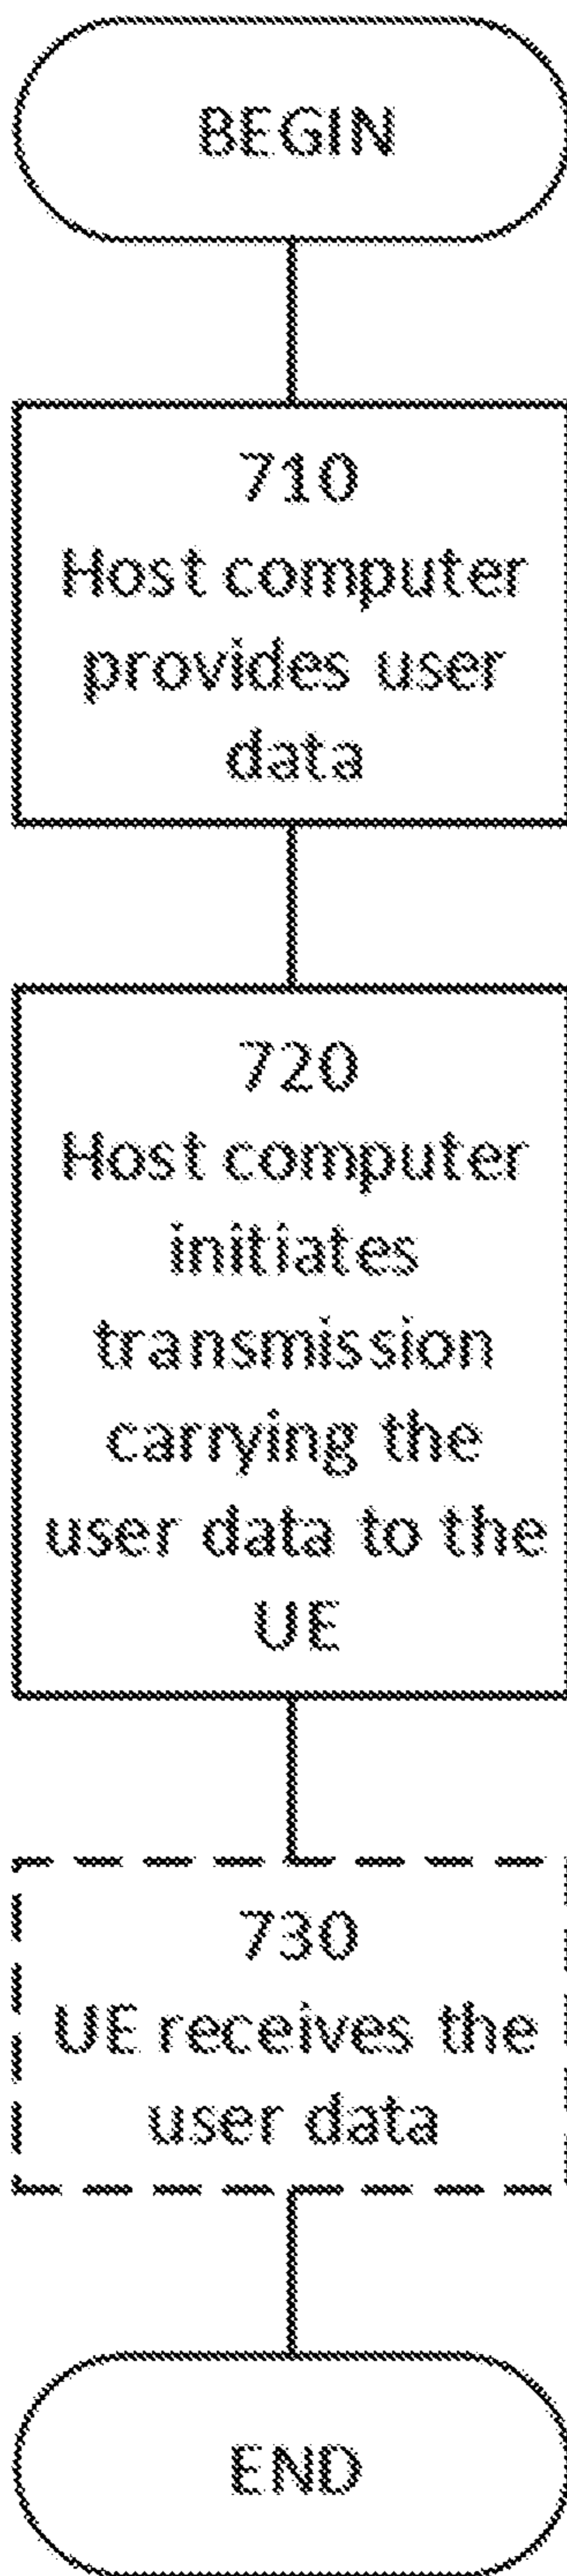 BEGIN
710
Host computer
provides user
data
720
Host computer
initiates
transmission
carrying the
user data to the
UE
730
UE receives the
user data
END